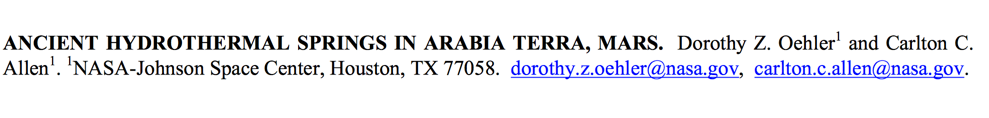 ANCIENT HYDROTHERMAL SPRINGS IN ARABIA TERRA, MARS. Dorothy Z. Oehler¹ and Carlton C.
Allen¹. ¹NASA-Johnson Space Center, Houston, TX 77058. dorothy.z.oehler@nasa.gov, carlton.c.allen@nasa.gov.